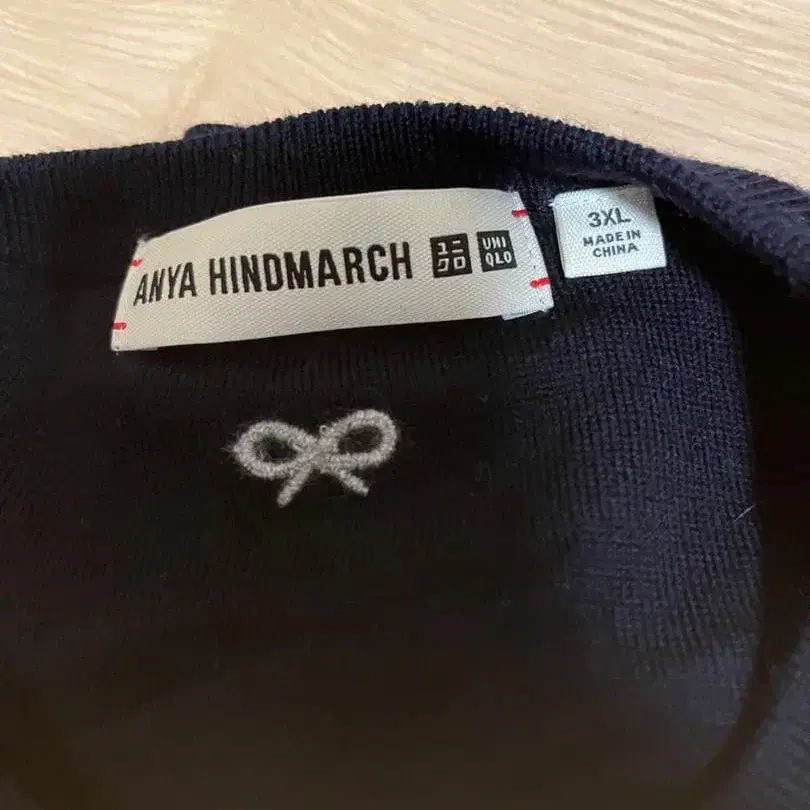 ANYA HINDMARCH
ユニ
クロ
UNI
QLO
3XL
MADE IN
CHINA